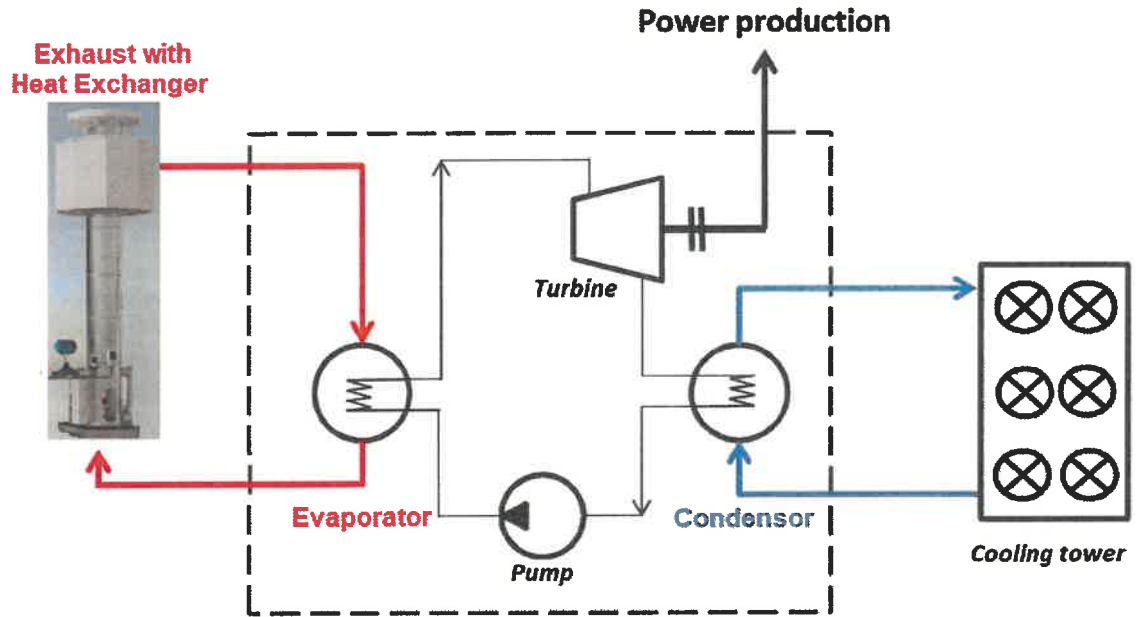 Power production
Exhaust with
Heat Exchanger
Turbine
Evaporator
Condensor
Pump
Cooling tower